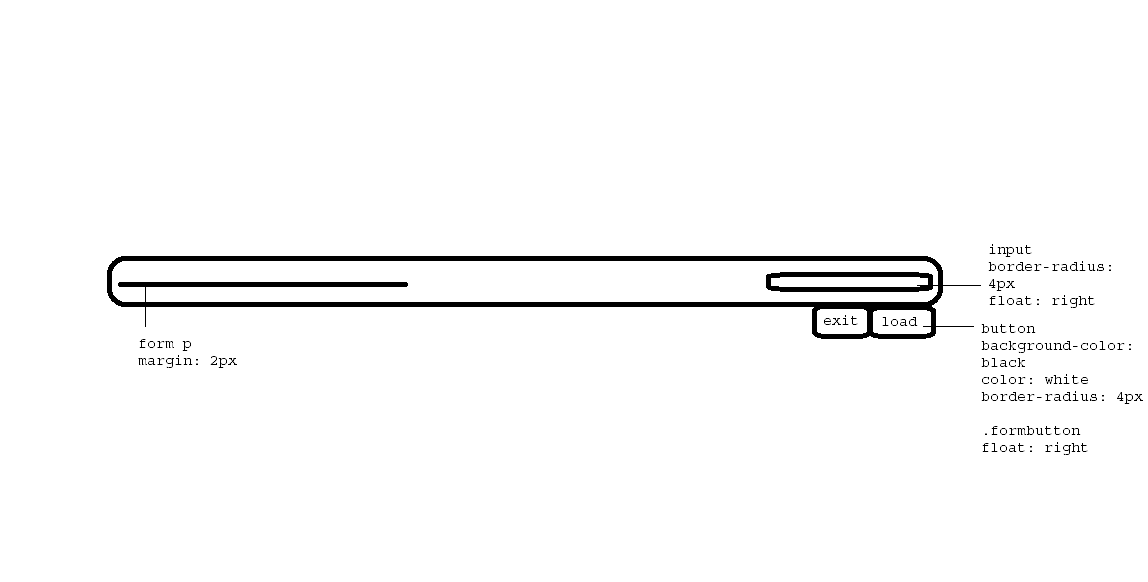 input
border-radius:
4px
float: right
exit
load
button
background-color:
black
color: white
border-radius: 4px
form p
margin: 2px
.formbutton
float: right